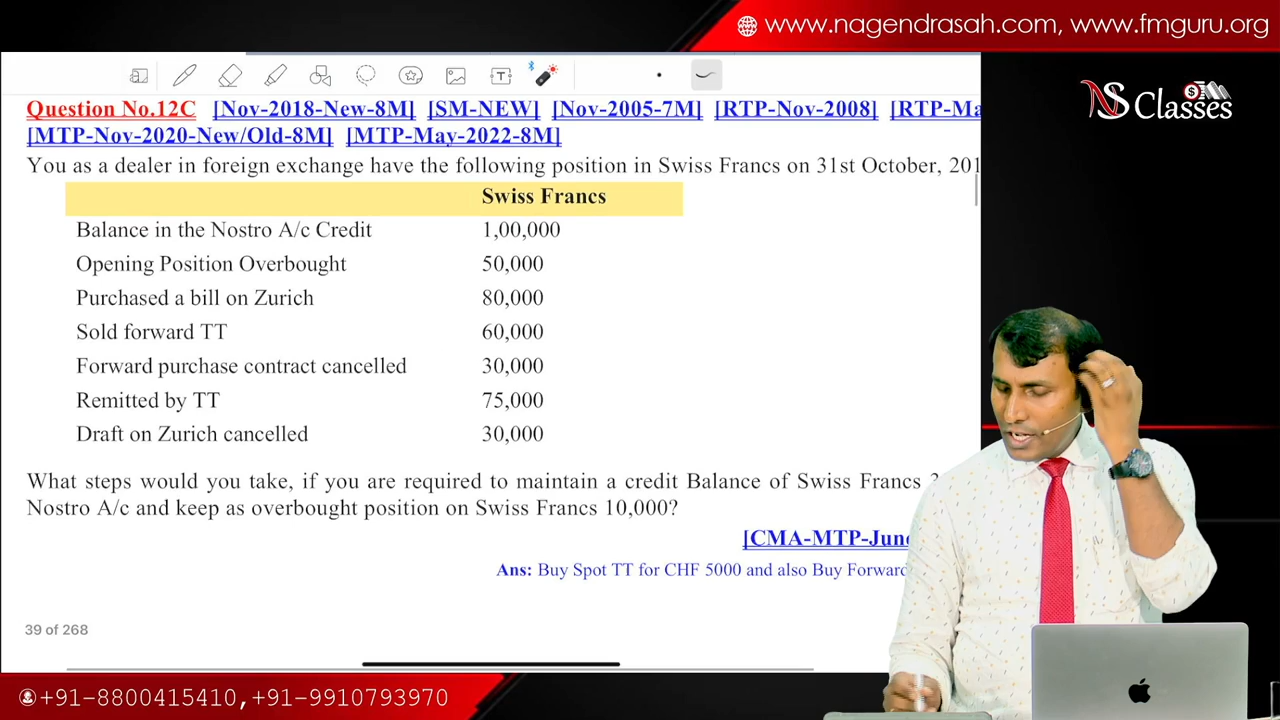 www.nagendrasah.com, www.fmguru.org
NS Classes
Question No.12C [Nov-2018-New-8M] [SM-NEW] [Nov-2005-7M] [RTP-Nov-2008] [RTP-Ma
[MTP-Nov-2020-New/Old-8M] [MTP-May-2022-8M]
You as a dealer in foreign exchange have the following position in Swiss Francs on 31st October, 201
Swiss Francs
Balance in the Nostro A/c Credit 1,00,000
Opening Position Overbought 50,000
Purchased a bill on Zurich 80,000
Sold forward TT 60,000
Forward purchase contract cancelled 30,000
Remitted by TT 75,000
Draft on Zurich cancelled 30,000
What steps would you take, if you are required to maintain a credit Balance of Swiss Francs
Nostro A/c and keep as overbought position on Swiss Francs 10,000?
[CMA-MTP-June
Ans: Buy Spot TT for CHF 5000 and also Buy Forward
39 of 268
+91-8800415410,+91-9910793970